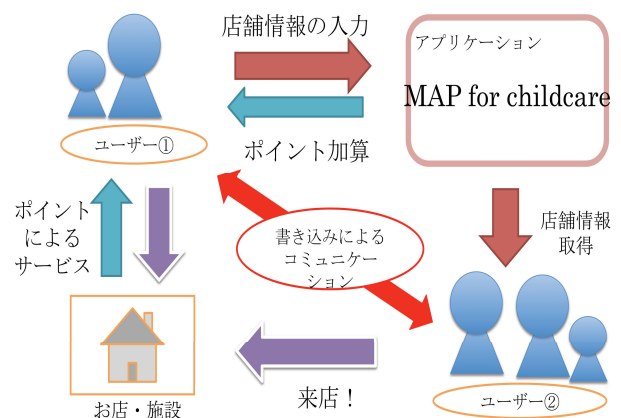 店舗情報の入力
アプリケーション
MAP for childcare
ユーザー①
ポイント加算
ポイント
による
サービス
書き込みによる
コミュニケー
ション
店舗情報
取得
来店！
ユーザー②
お店・施設